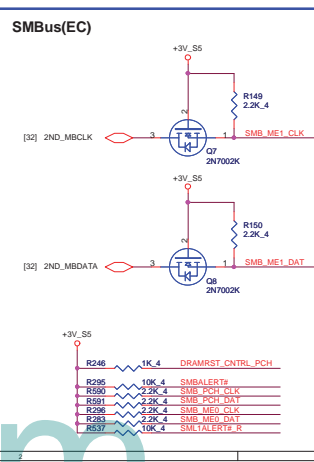 SMBus(EC)
+3V_S5
R149
2.2K_4
2
[32] 2ND_MBCLK
3
1
SMB_ME1_CLK
Q7
2N7002K
+3V_S5
R150
2.2K_4
2
[32] 2ND_MBDATA
3
1
SMB_ME1_DAT
Q8
2N7002K
+3V_S5
R246 1K_4 DRAMRST_CNTRL_PCH
R295 10K_4 SMBALERT#
R590 2.2K_4 SMB_PCH_CLK
R591 2.2K_4 SMB_PCH_DAT
R296 2.2K_4 SMB_ME0_CLK
R283 2.2K_4 SMB_ME0_DAT
R537 10K_4 SML1ALERT#_R
m
2